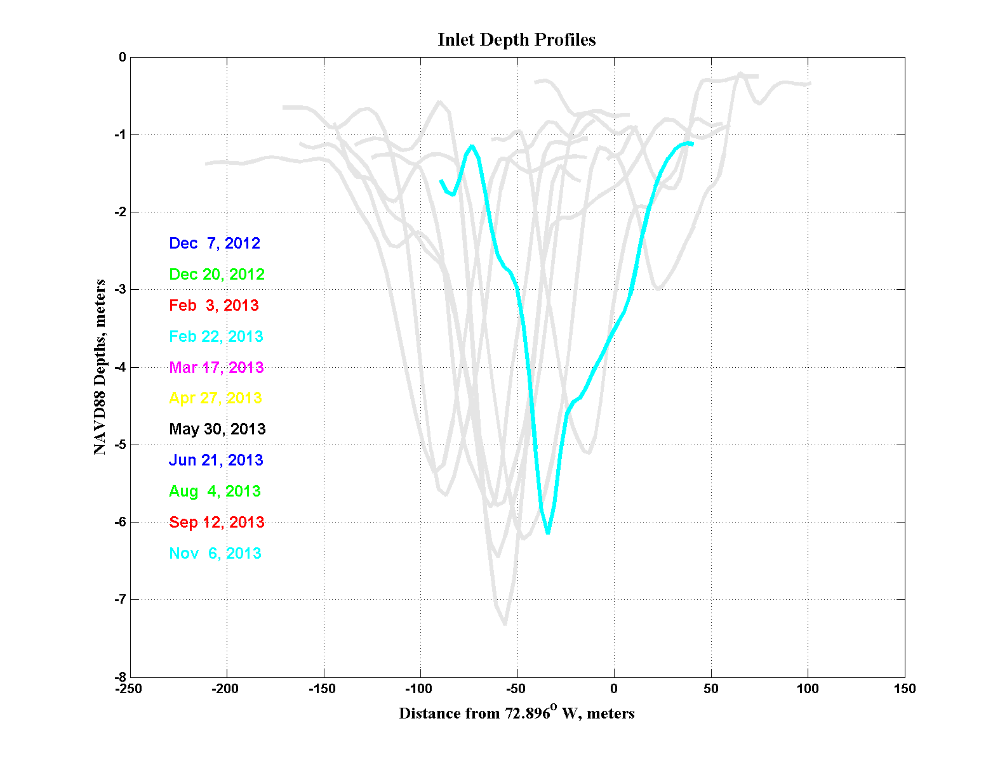 Inlet Depth Profiles
0
-1
-2
-3
-4
-5
-6
-7
-8
NAVD88 Depths, meters
Dec 7, 2012
Dec 20, 2012
Feb 3, 2013
Feb 22, 2013
Mar 17, 2013
Apr 27, 2013
May 30, 2013
Jun 21, 2013
Aug 4, 2013
Sep 12, 2013
Nov 6, 2013
-250 -200 -150 -100 -50 0 50 100 150
Distance from 72.896° W, meters